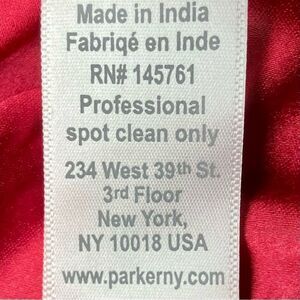 Made in India
Fabriqé en Inde
RN# 145761
Professional
spot clean only
234 West 39th St.
3rd Floor
New York,
NY 10018 USA
www.parkerny.com